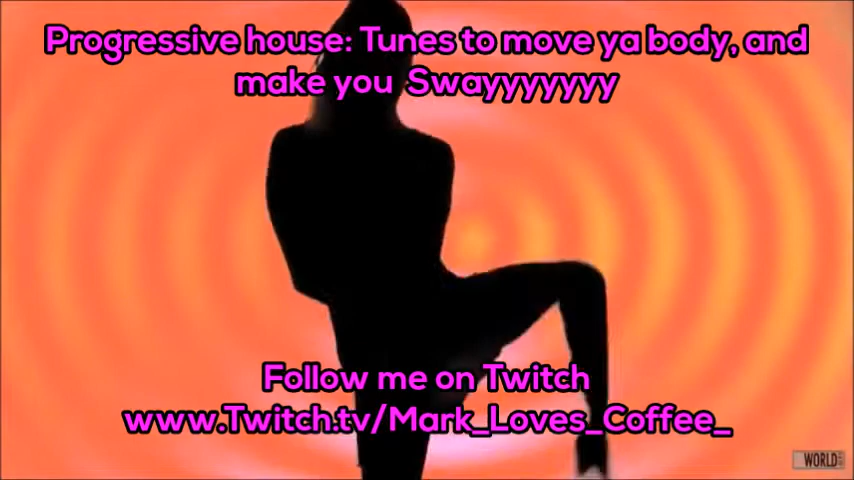 Progressive house: Tunes to move ya body, and
make you Swayyyyyyy
Follow me on Twitch
www.Twitch.tv/Mark_Loves_Coffee_
WORLD